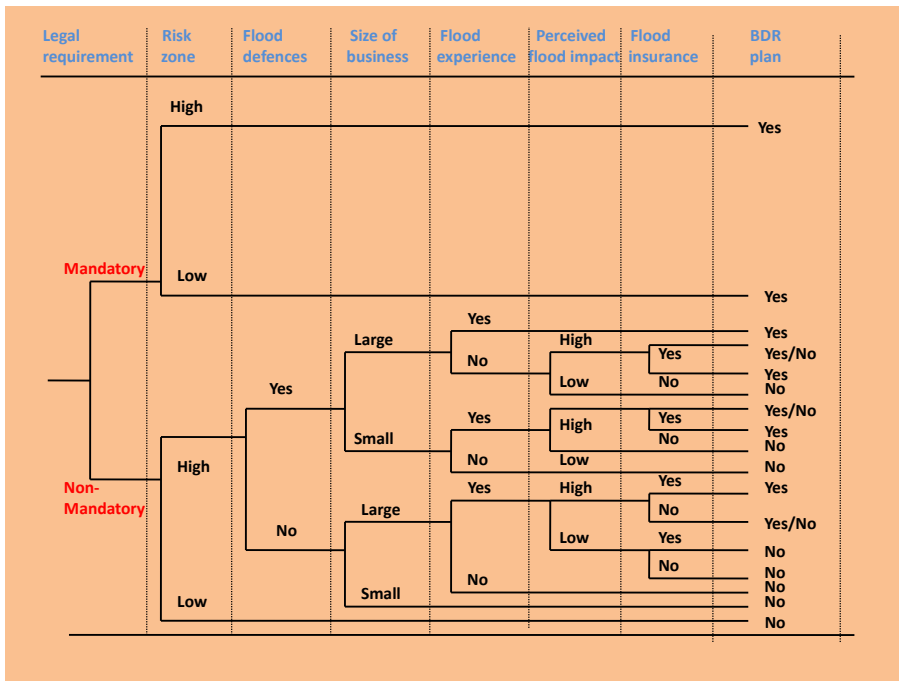 Legal requirement
Risk zone
Flood defences
Size of business
Flood experience
Perceived flood impact
Flood insurance
BDR plan
High
Yes
Mandatory
Low
Yes
Yes
Large
Yes
High
Yes
Yes/No
No
Yes
Low
No
No
Yes
Yes
High
Yes
Yes/No
Small
Yes
No
No
High
No
Low
No
Non-
Mandatory
Yes
High
Yes
Yes
Large
No
Yes/No
No
Low
Yes
No
No
No
No
No
Low
Small
No
No